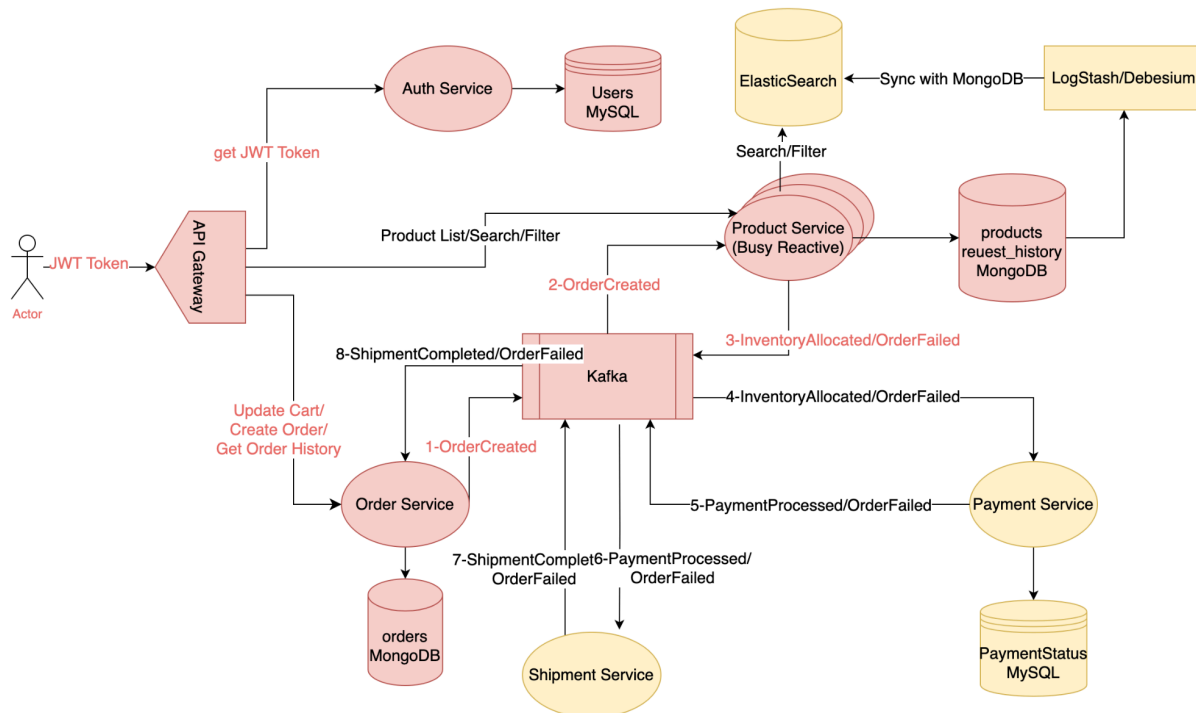 ElasticSearch
Sync with MongoDB
LogStash/Debesium
Auth Service
Users
MySQL
get JWT Token
Search/Filter
API Gateway
Product List/Search/Filter
Product Service
(Busy Reactive)
products
reuest_history
MongoDB
JWT Token
Actor
2-OrderCreated
3-InventoryAllocated/OrderFailed
8-ShipmentCompleted/OrderFailed
Kafka
4-InventoryAllocated/OrderFailed
Update Cart/
Create Order/
Get Order History
1-OrderCreated
Order Service
5-PaymentProcessed/OrderFailed
Payment Service
7-ShipmentComplet
OrderFailed
6-PaymentProcessed/
OrderFailed
orders
MongoDB
Shipment Service
PaymentStatus
MySQL